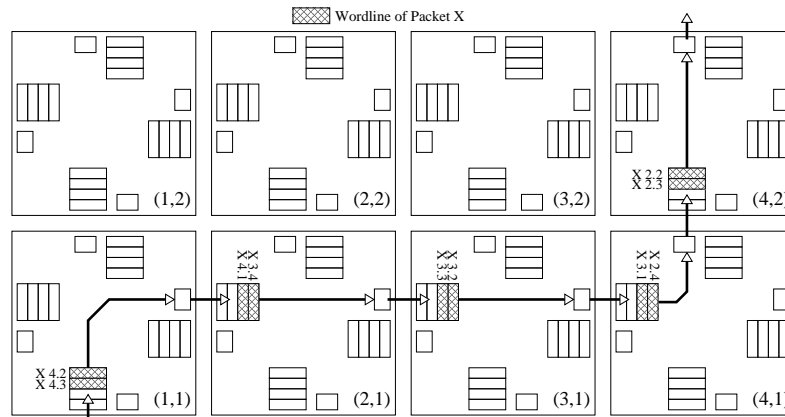 Wordline of Packet X
X 2.2
X 2.3
(1,2)
(2,2)
(3,2)
(4,2)
X 4.1
X 3.4
X 3.3
X 3.2
X 3.1
X 2.4
X 4.2
X 4.3
(1,1)
(2,1)
(3,1)
(4,1)